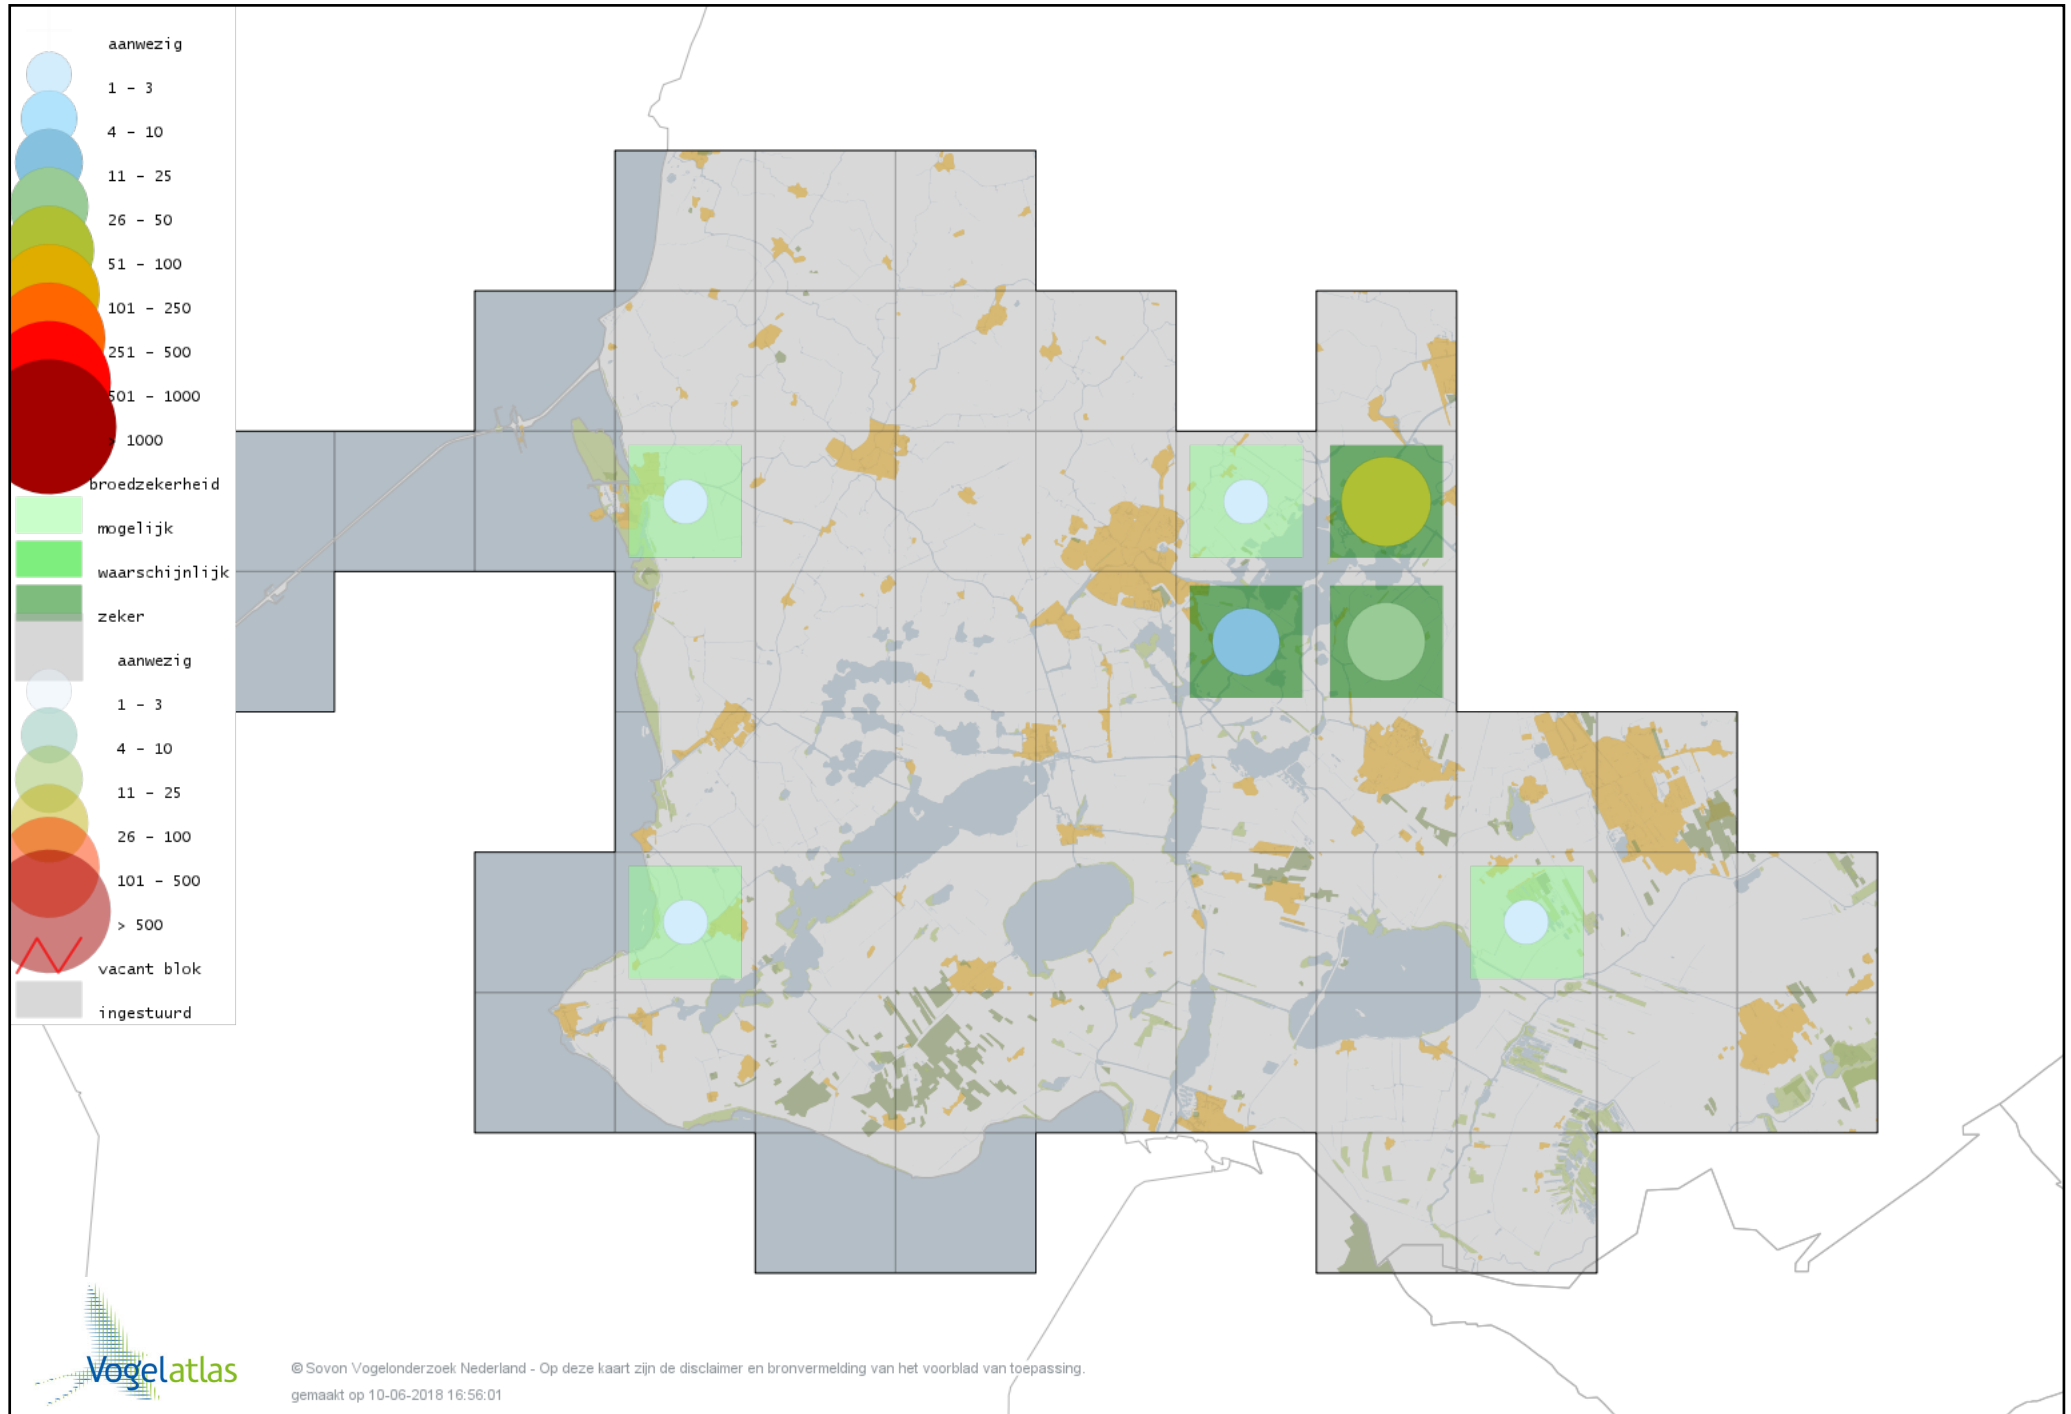 aanwezig
1 - 3
4 - 10
11 - 25
26 - 50
51 - 100
101 - 250
251 - 500
501 - 1000
> 1000
broedzekerheid
mogelijk
waarschijnlijk
zeker
aanwezig
1 - 3
4 - 10
11 - 25
26 - 100
101 - 500
> 500
vacant blok
ingestuurd
Vogelatlas
© Sovon Vogelonderzoek Nederland - Op deze kaart zijn de disclaimer en bronvermelding van het voorblad van toepassing.
gemaakt op 10-06-2018 16:56:01